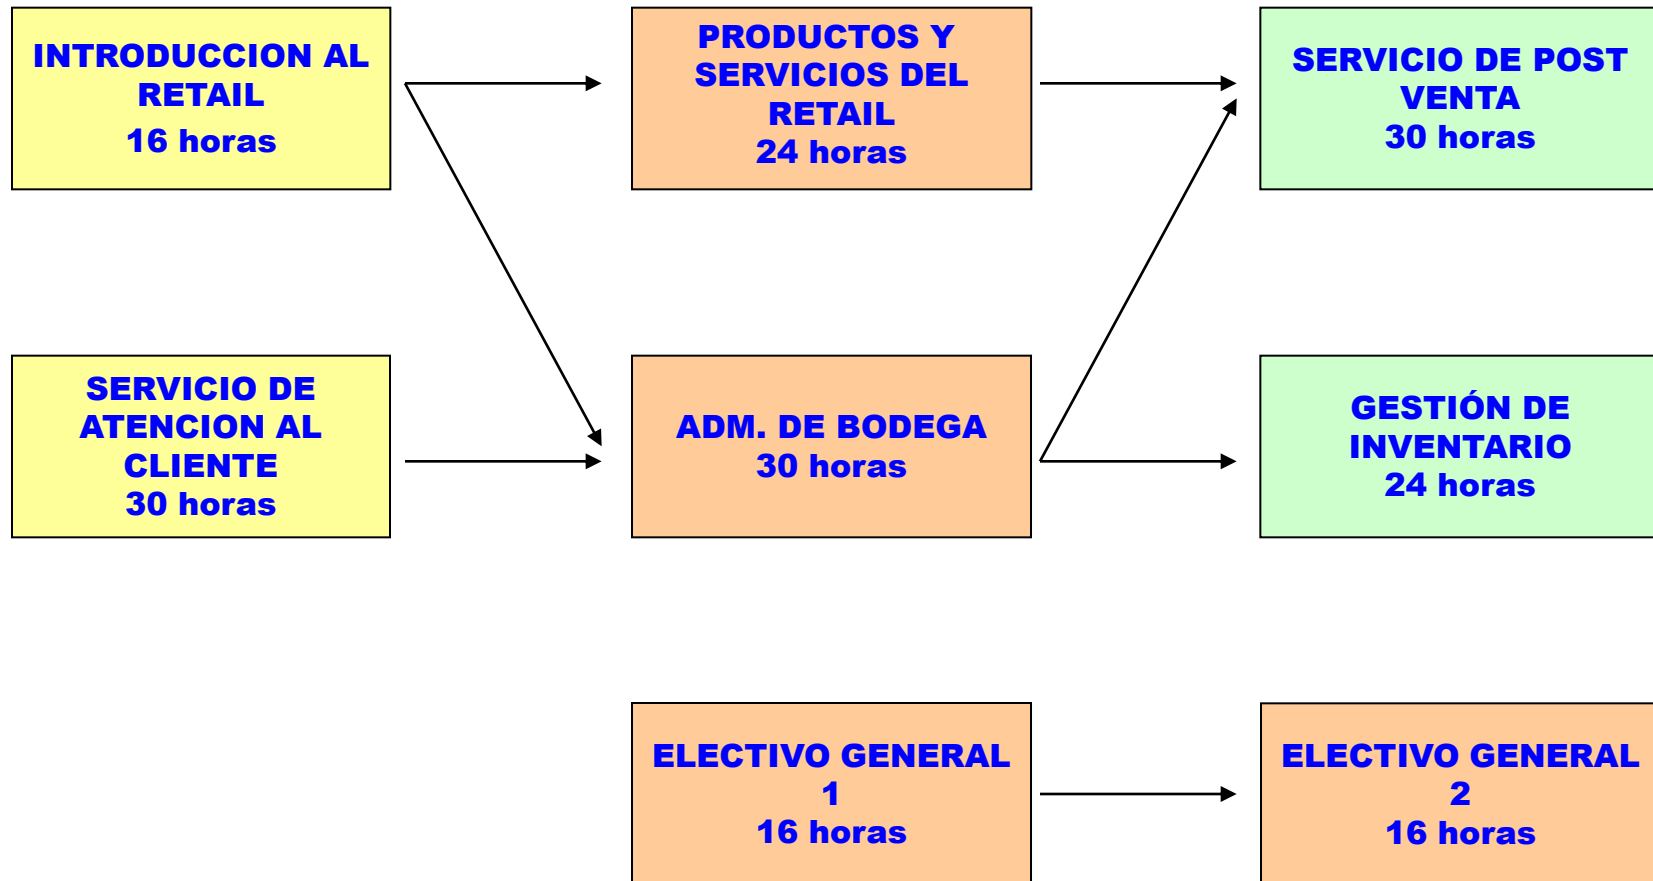 INTRODUCCION AL
RETAIL
16 horas
PRODUCTOS Y
SERVICIOS DEL
RETAIL
24 horas
SERVICIO DE POST
VENTA
30 horas
SERVICIO DE
ATENCION AL
CLIENTE
30 horas
ADM. DE BODEGA
30 horas
GESTIÓN DE
INVENTARIO
24 horas
ELECTIVO GENERAL
1
16 horas
ELECTIVO GENERAL
2
16 horas